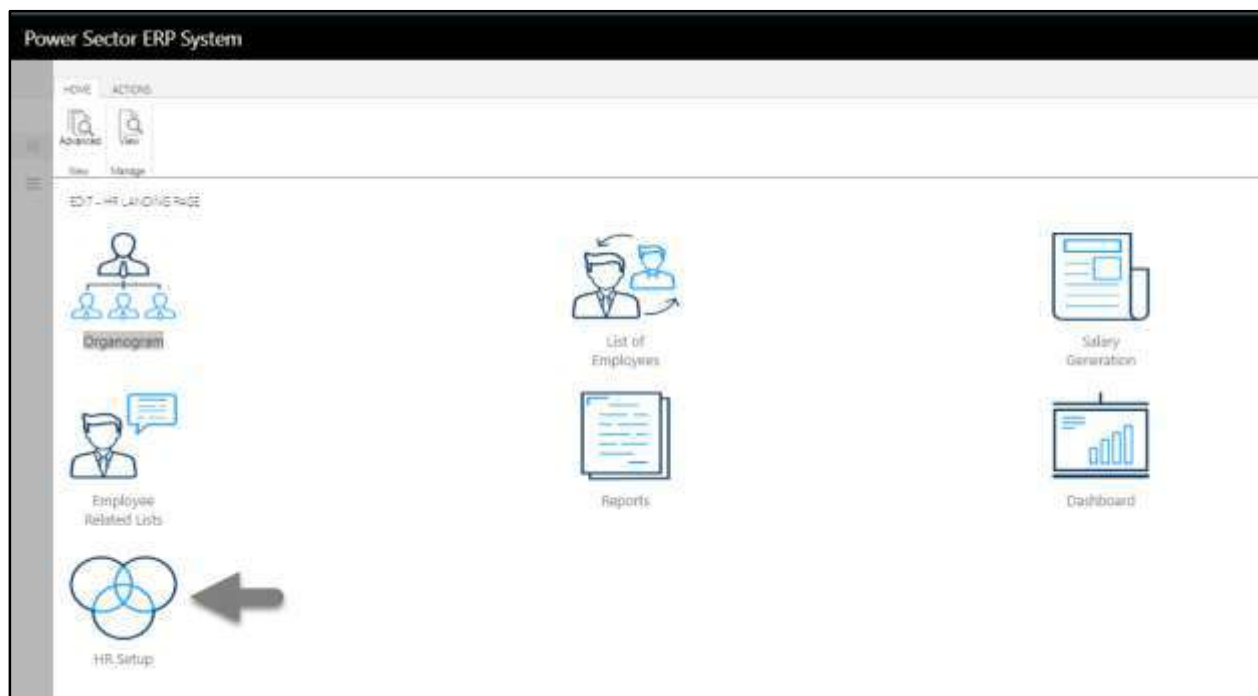 Power Sector ERP System
HOME ACTIONS
Advanced View
View Manage
EDIT - HR LANDING PAGE
Organogram
List of
Employees
Salary
Generation
Employee
Related Lists
Reports
Dashboard
HR Setup